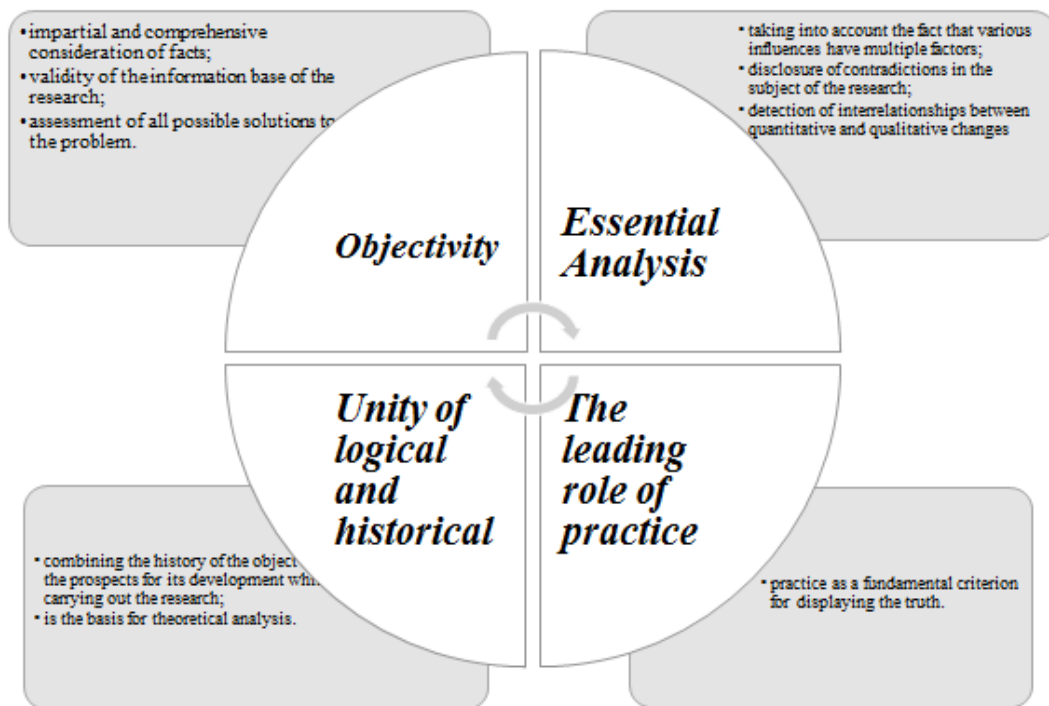 • impartial and comprehensive
consideration of facts;
• validity of the information base of the
research;
• assessment of all possible solutions to
the problem.
• taking into account the fact that various
influences have multiple factors;
• disclosure of contradictions in the
subject of the research;
• detection of interrelationships between
quantitative and qualitative changes
Objectivity
Essential
Analysis
Unity of
logical
and
historical
The
leading
role of
practice
• combining the history of the object
the prospects for its development
carrying out the research;
• is the basis for theoretical analysis.
• practice as a fundamental criterion
for displaying the truth.